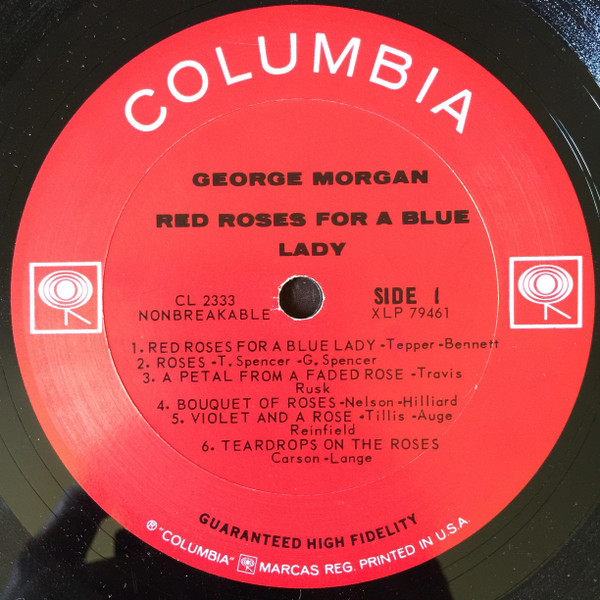 COLUMBIA
GEORGE MORGAN
RED ROSES FOR A BLUE
LADY
CL 2333
NONBREAKABLE
SIDE 1
XLP 79461
1. RED ROSES FOR A BLUE LADY -Tepper -Bennett
2. ROSES -T. Spencer -G. Spencer
3. A PETAL FROM A FADED ROSE -Travis
Rusk
4. BOUQUET OF ROSES -Nelson -Hilliard
5. VIOLET AND A ROSE -Tillis -Auge
Reinfield
6. TEARDROPS ON THE ROSES
Carson -Lange
GUARANTEED HIGH FIDELITY
® "COLUMBIA" MARCAS REG. PRINTED IN U.S.A.